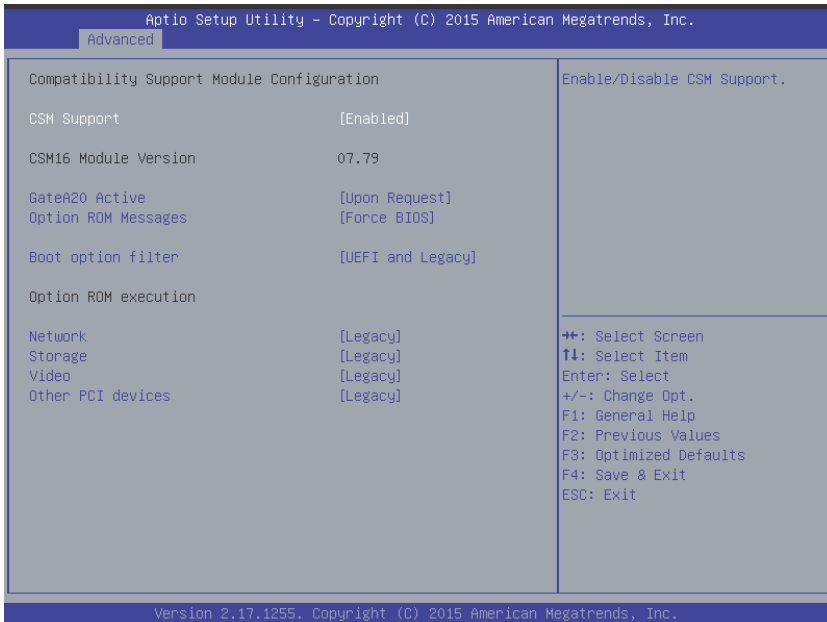 Aptio Setup Utility – Copyright (C) 2015 American Megatrends, Inc.
Advanced
Compatibility Support Module Configuration
CSM Support [Enabled]
CSM16 Module Version 07.79
GateA20 Active [Upon Request]
Option ROM Messages [Force BIOS]
Boot option filter [UEFI and Legacy]
Option ROM execution
Network [Legacy]
Storage [Legacy]
Video [Legacy]
Other PCI devices [Legacy]
Enable/Disable CSM Support.
→←: Select Screen
↑↓: Select Item
Enter: Select
+/-: Change Opt.
F1: General Help
F2: Previous Values
F3: Optimized Defaults
F4: Save & Exit
ESC: Exit
Version 2.17.1255. Copyright (C) 2015 American Megatrends, Inc.